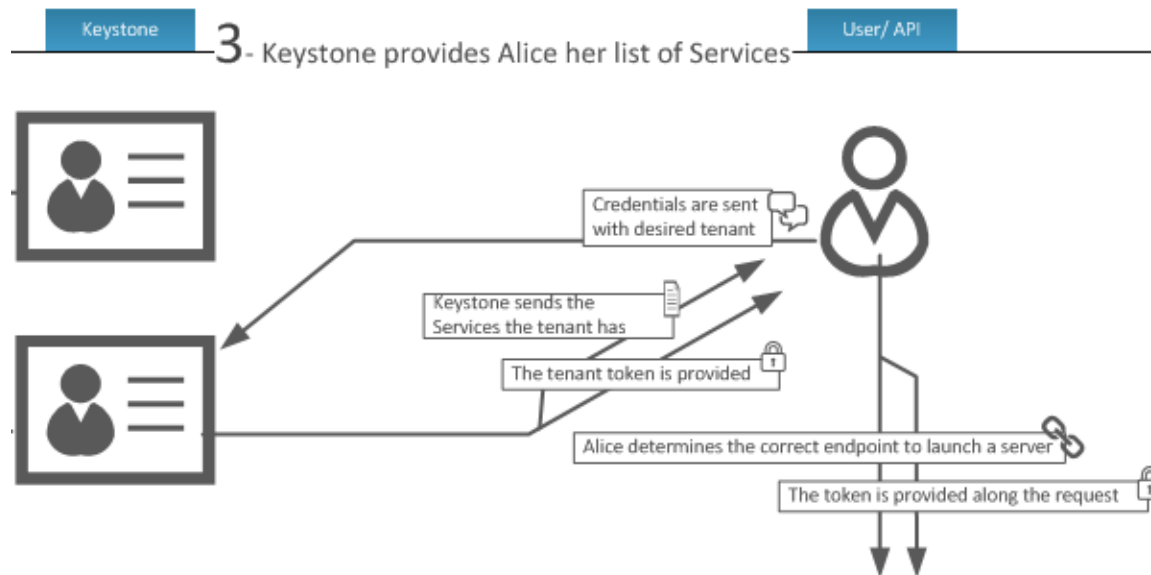 Keystone
User/ API
3- Keystone provides Alice her list of Services
Credentials are sent
with desired tenant
Keystone sends the
Services the tenant has
The tenant token is provided
Alice determines the correct endpoint to launch a server
The token is provided along the request